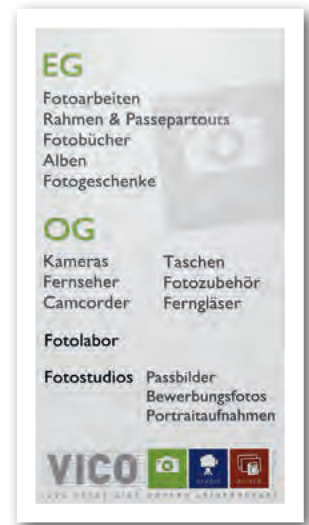 EG
Fotoarbeiten
Rahmen & Passepartouts
Fotobücher
Alben
Fotogeschenke
OG
Kameras
Fernseher
Camcorder
Taschen
Fotozubehör
Ferngläser
Fotolabor
Fotostudios
Passbilder
Bewerbungsfotos
Portraitaufnahmen
VICO